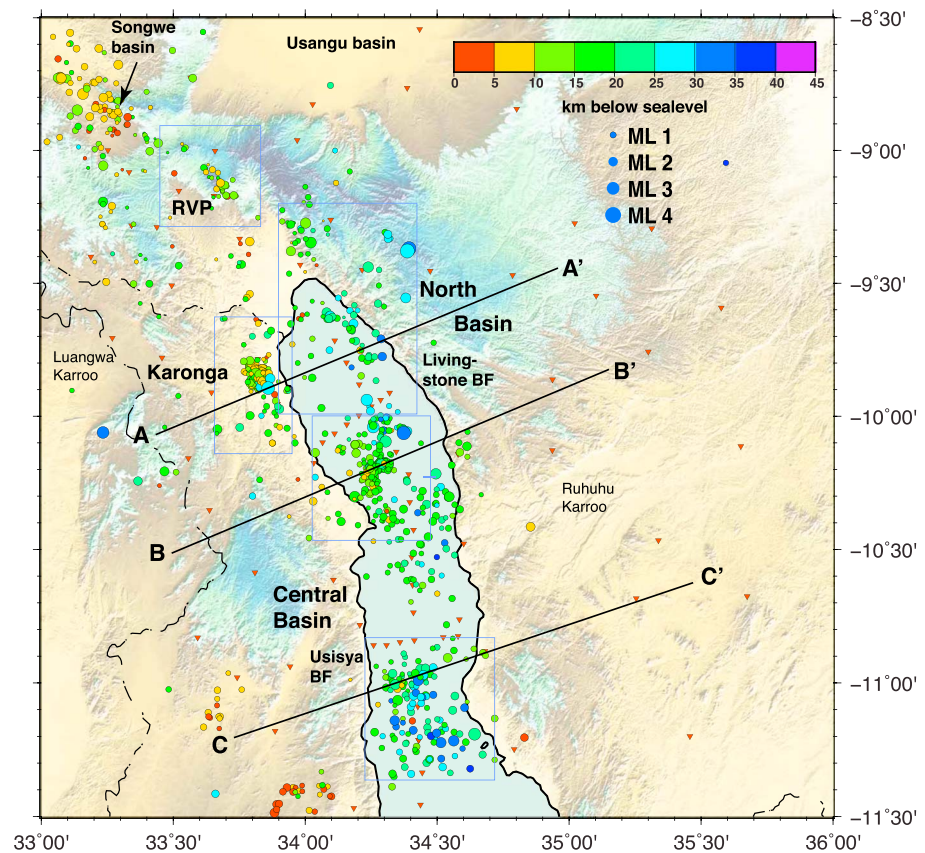 Songwe
basin
Usangu basin
0 5 10 15 20 25 30 35 40 45
km below sealevel
ML 1
ML 2
ML 3
ML 4
RVP
A'
North
Basin
Luangwa
Karroo
Karonga
Living-
stone BF
B'
A
Ruhuhu
Karroo
B
C'
Central
Basin
Usisya
BF
C
−8°30'
−9°00'
−9°30'
−10°00'
−10°30'
−11°00'
−11°30'
33°00' 33°30' 34°00' 34°30' 35°00' 35°30' 36°00'